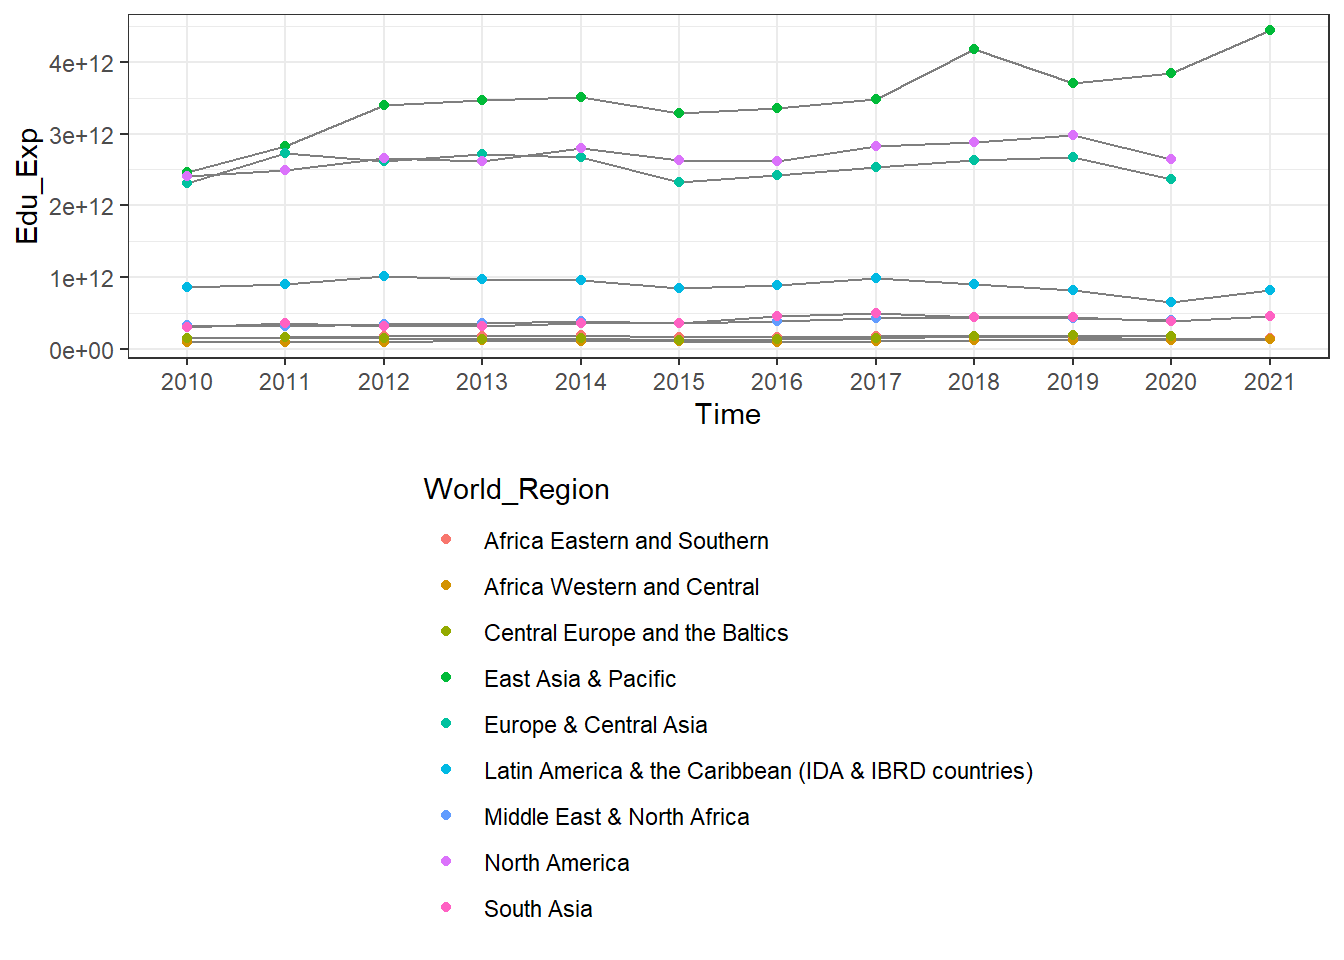 4e+12
3e+12
2e+12
1e+12
0e+00
Edu_Exp
2010 2011 2012 2013 2014 2015 2016 2017 2018 2019 2020 2021
Time
World_Region
Africa Eastern and Southern
Africa Western and Central
Central Europe and the Baltics
East Asia & Pacific
Europe & Central Asia
Latin America & the Caribbean (IDA & IBRD countries)
Middle East & North Africa
North America
South Asia